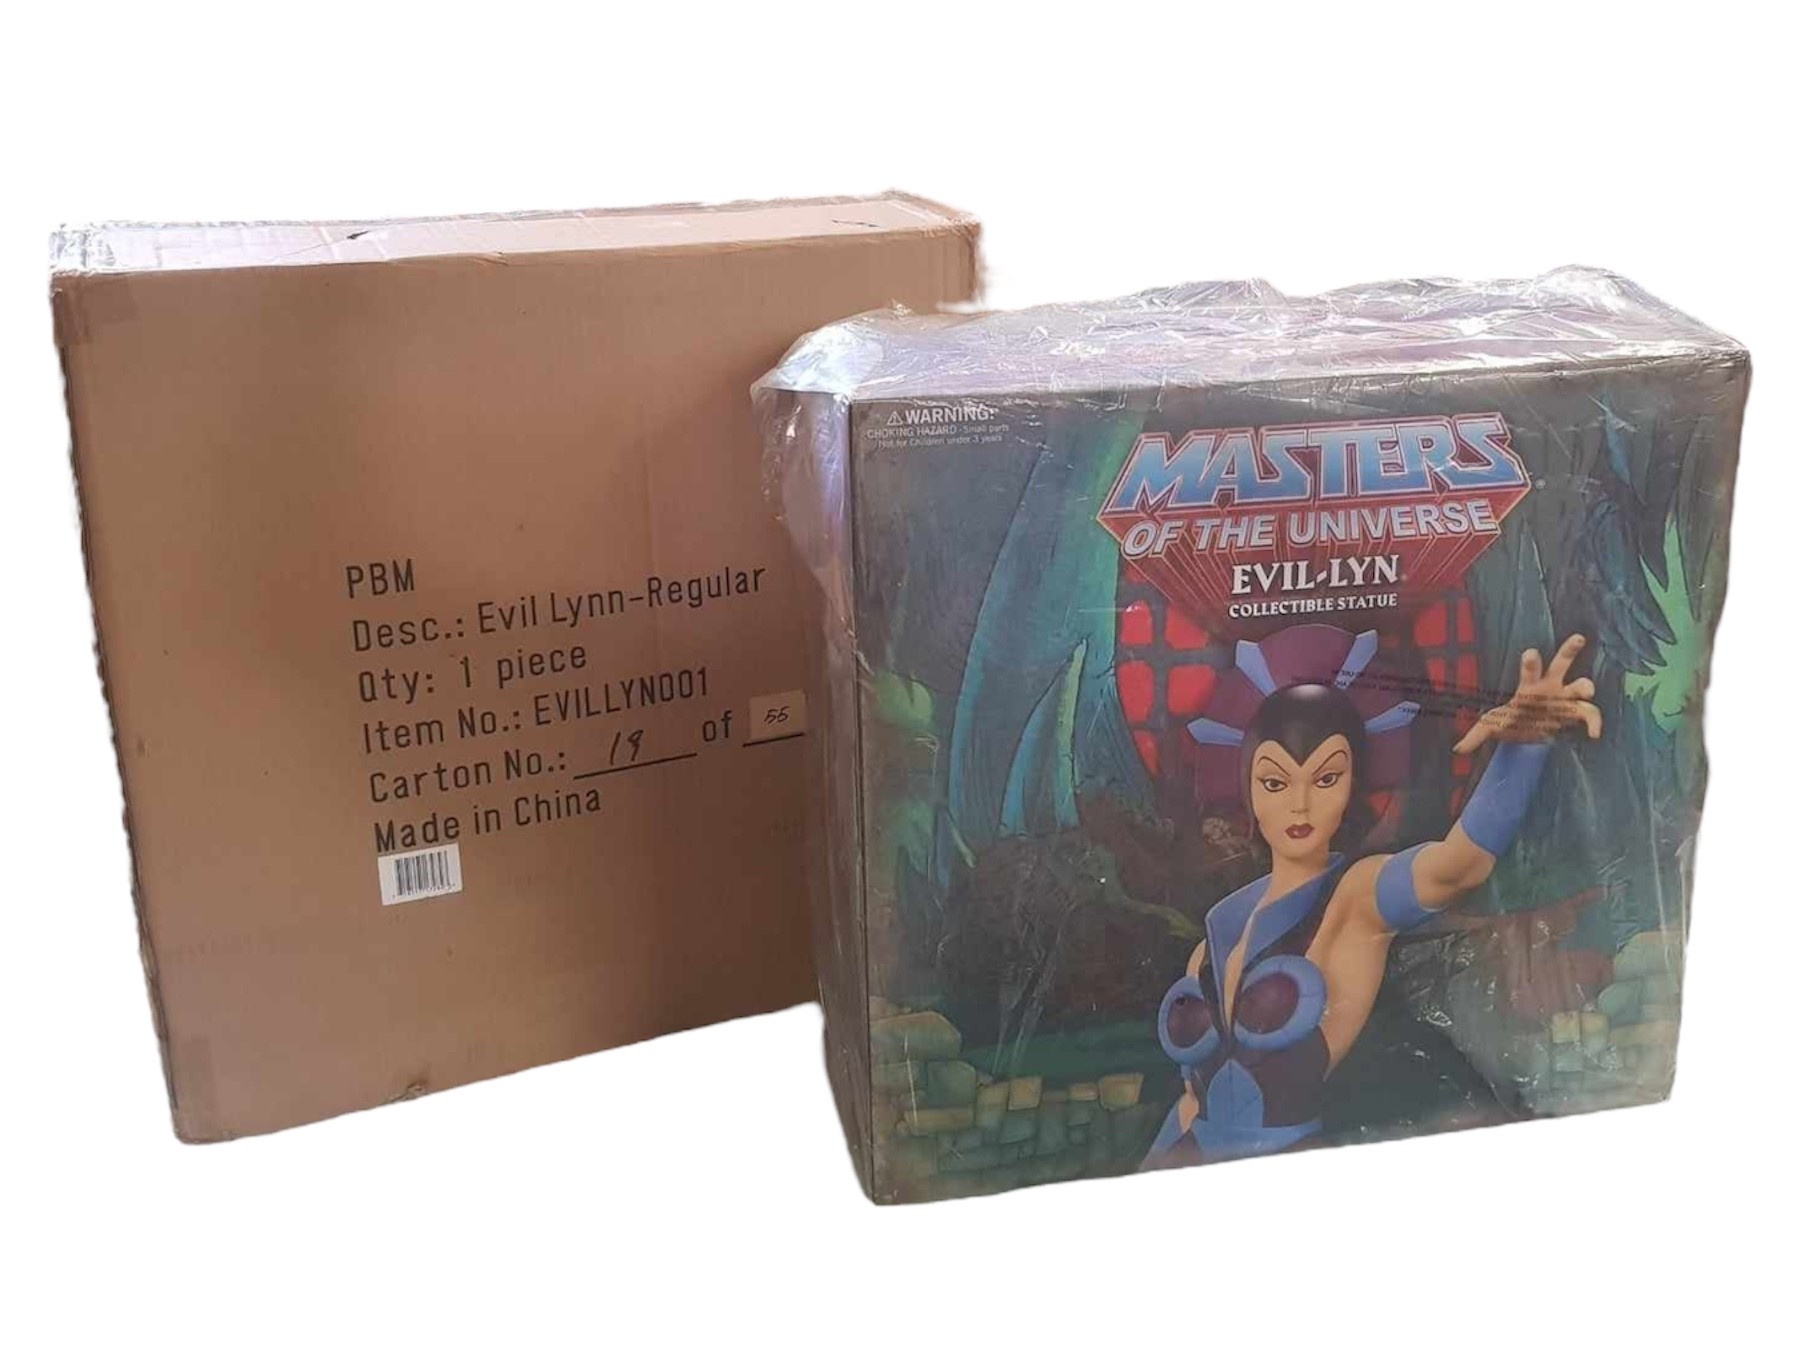 PBM
Desc.: Evil Lynn-Regular
Qty: 1 piece
Item No.: EVILLYN001
Carton No.: 19 of 55
Made in China
WARNING:
CHOKING HAZARD - Small parts
Not for Children under 3 years
MASTERS
OF THE UNIVERSE
EVIL-LYN
COLLECTIBLE STATUE